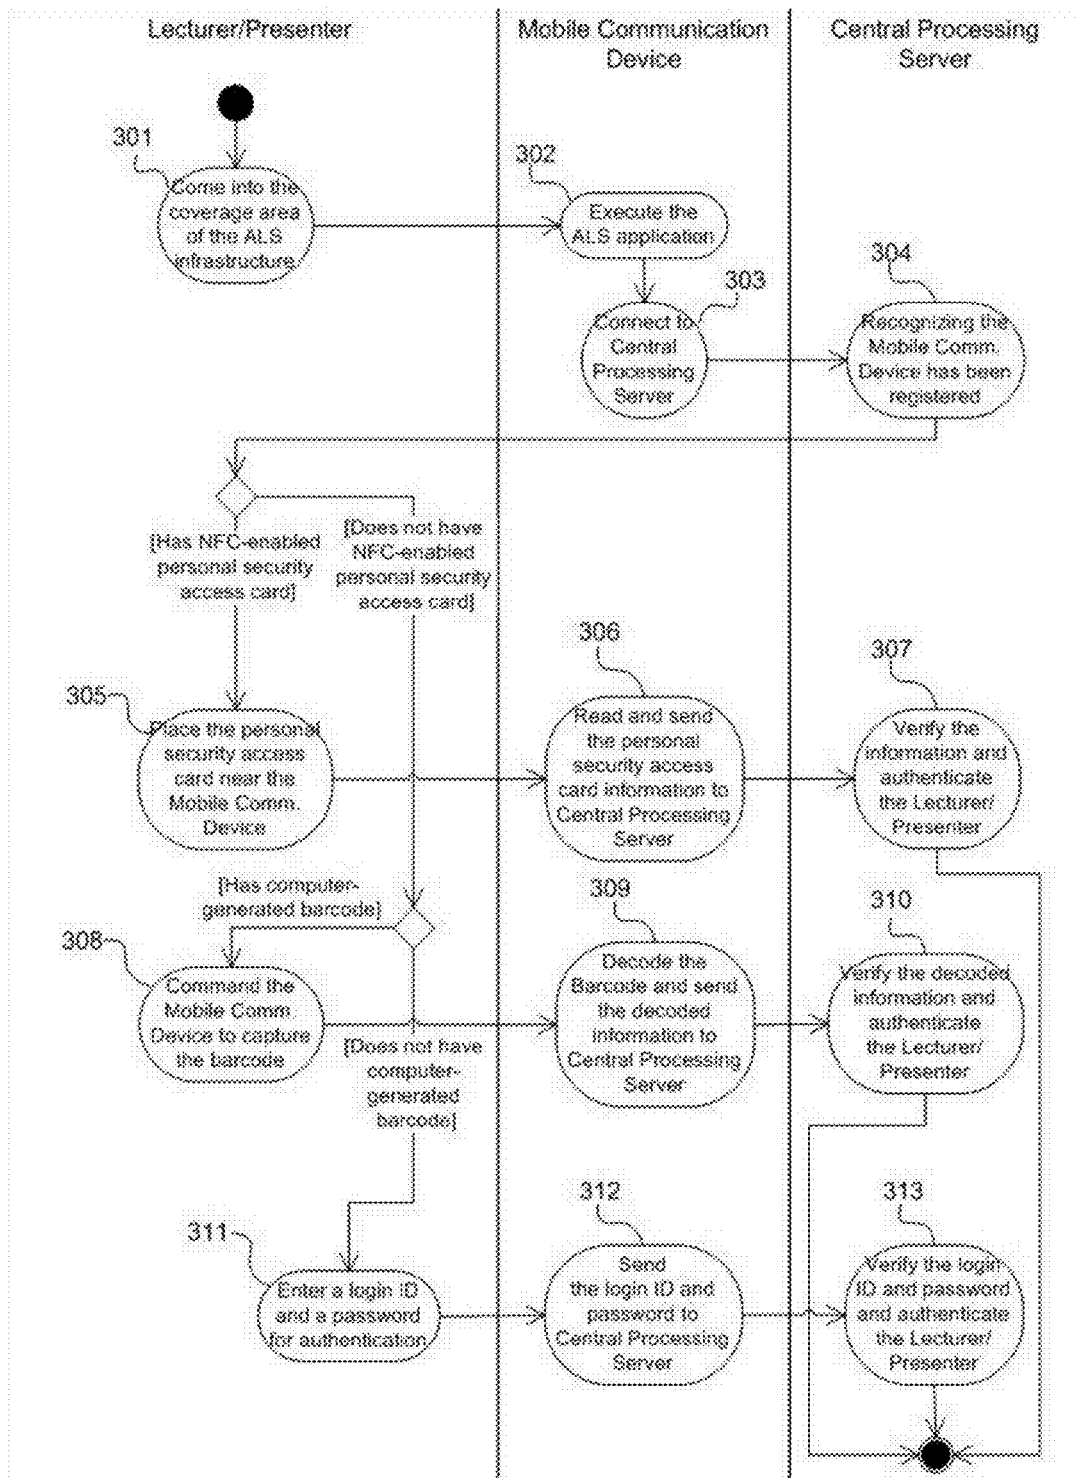 Lecturer/Presenter
Mobile Communication
Device
Central Processing
Server
301
Come into the
coverage area
of the ALS
infrastructure
302
Execute the
ALS application
303
Connect to
Central
Processing
Server
304
Recognizing the
Mobile Comm.
Device has been
registered
[Has NFC-enabled
personal security
access card]
[Does not have
NFC-enabled
personal security
access card]
305
Place the personal
security access
card near the
Mobile Comm.
Device
306
Read and send
the personal
security access
card information to
Central Processing
Server
307
Verify the
information and
authenticate
the Lecturer/
Presenter
[Has computer-
generated barcode]
308
Command the
Mobile Comm.
Device to capture
the barcode
[Does not have
computer-
generated
barcode]
309
Decode the
Barcode and send
the decoded
information to
Central Processing
Server
310
Verify the decoded
information and
authenticate
the Lecturer/
Presenter
311
Enter a login ID
and a password
for authentication
312
Send
the login ID and
password to
Central Processing
Server
313
Verify the login
ID and password
and authenticate
the Lecturer/
Presenter